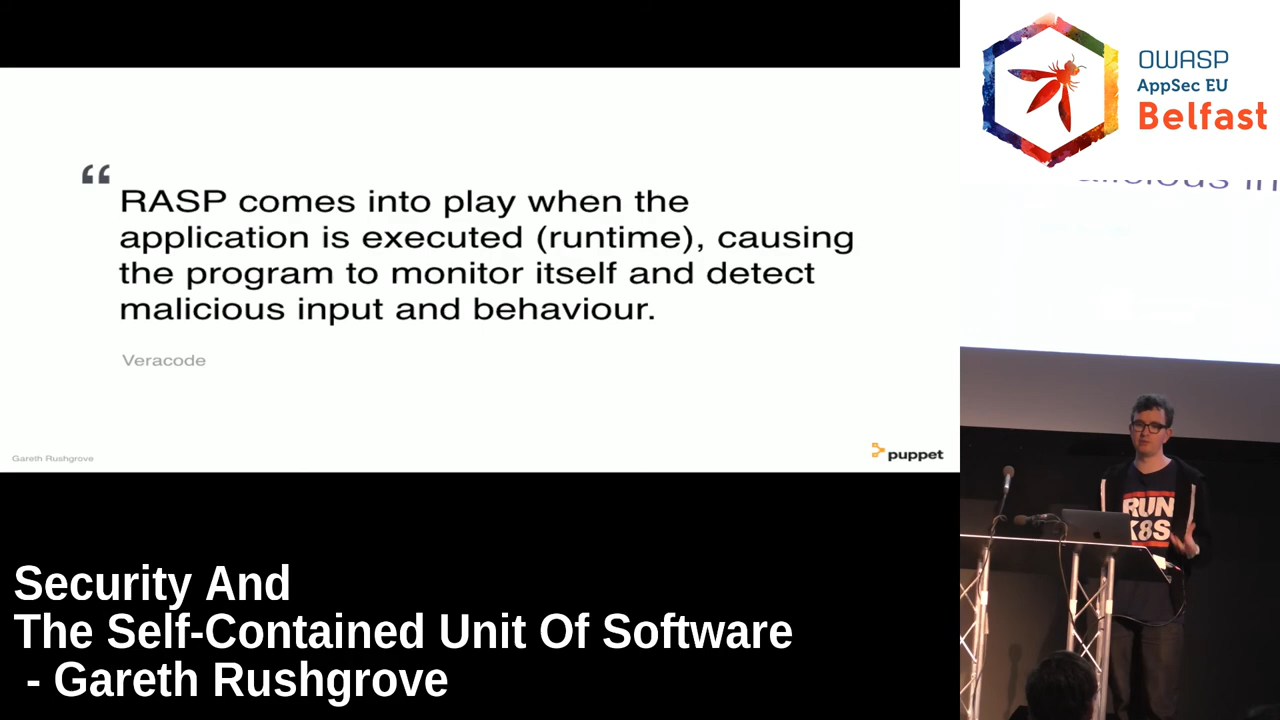 “
RASP comes into play when the
application is executed (runtime), causing
the program to monitor itself and detect
malicious input and behaviour.
Veracode
Gareth Rushgrove
puppet
OWASP
AppSec EU
Belfast
RUN
K8S
Security And
The Self-Contained Unit Of Software
- Gareth Rushgrove